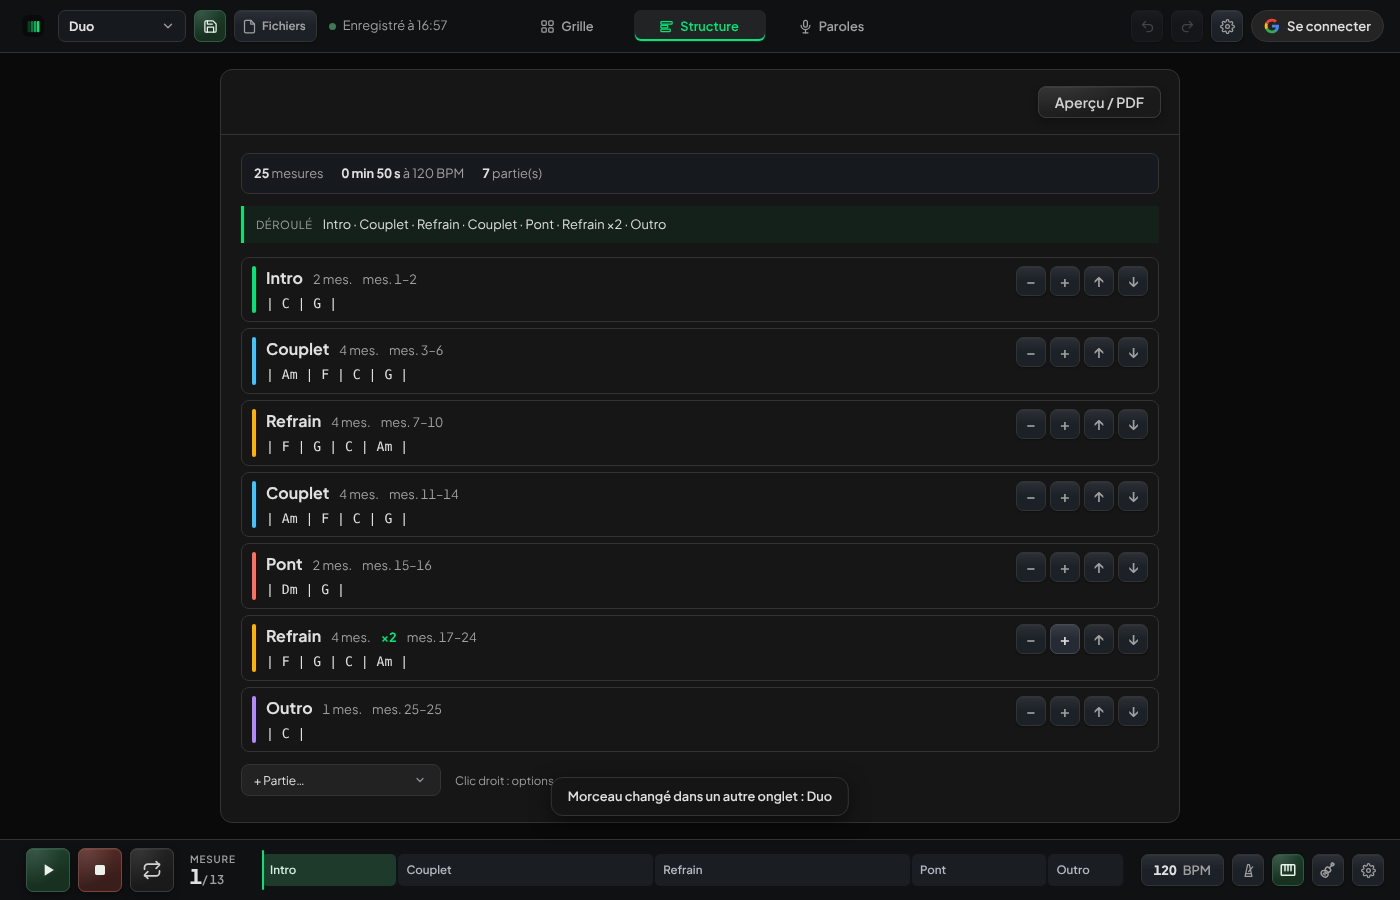 Duo
Fichiers
Enregistré à 16:57
Grille
Structure
Paroles
Se connecter
Aperçu / PDF
25 mesures 0 min 50 s à 120 BPM 7 partie(s)
DÉROULÉ Intro · Couplet · Refrain · Couplet · Pont · Refrain ×2 · Outro
Intro 2 mes. mes. 1–2
| C | G |
Couplet 4 mes. mes. 3–6
| Am | F | C | G |
Refrain 4 mes. mes. 7–10
| F | G | C | Am |
Couplet 4 mes. mes. 11–14
| Am | F | C | G |
Pont 2 mes. mes. 15–16
| Dm | G |
Refrain 4 mes. ×2 mes. 17–24
| F | G | C | Am |
Outro 1 mes. mes. 25–25
| C |
+ Partie…
Clic droit : options
Morceau changé dans un autre onglet : Duo
MESURE
1/ 13
Intro
Couplet
Refrain
Pont
Outro
120 BPM